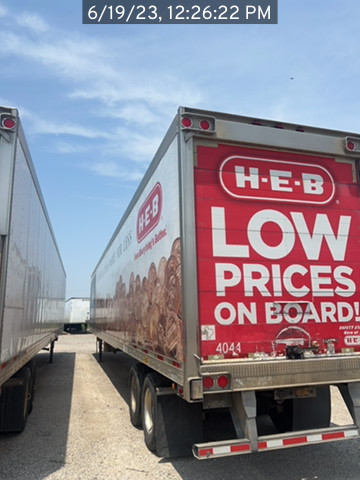 6/19/23, 12:26:22 PM
H-E-B
LOW
PRICES
ON BOARD!
H-E-B
4044
H-E-B